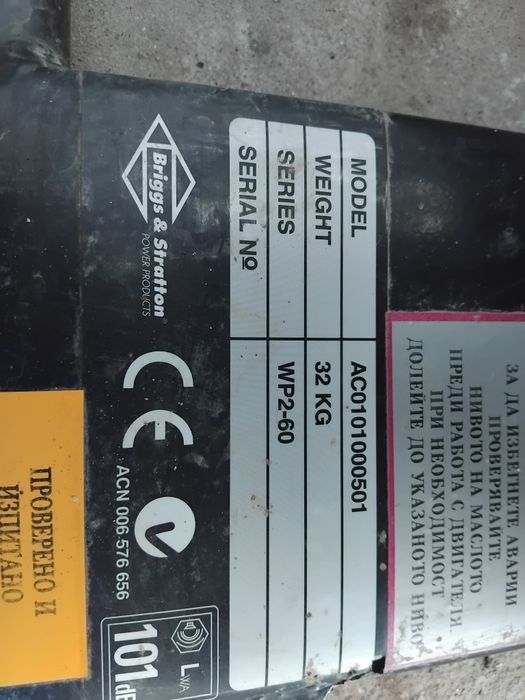 ЗА ДА ИЗБЕГНЕТЕ АВАРИИ
ПРОВЕРЯВАЙТЕ
НИВОТО НА МАСЛОТО
ПРЕДИ РАБОТА С ДВИГАТЕЛЯ.
ПРИ НЕОБХОДИМОСТ
ДОЛЕЙТЕ ДО УКАЗАНОТО НИВО
MODEL AC0101000501
WEIGHT 32 KG
SERIES WP2-60
SERIAL Nº
Briggs & Stratton®
POWER PRODUCTS
CE
ACN 006 576 656
LWA
101dB
ПРОВЕРЕНО И
ИЗПИТАНО